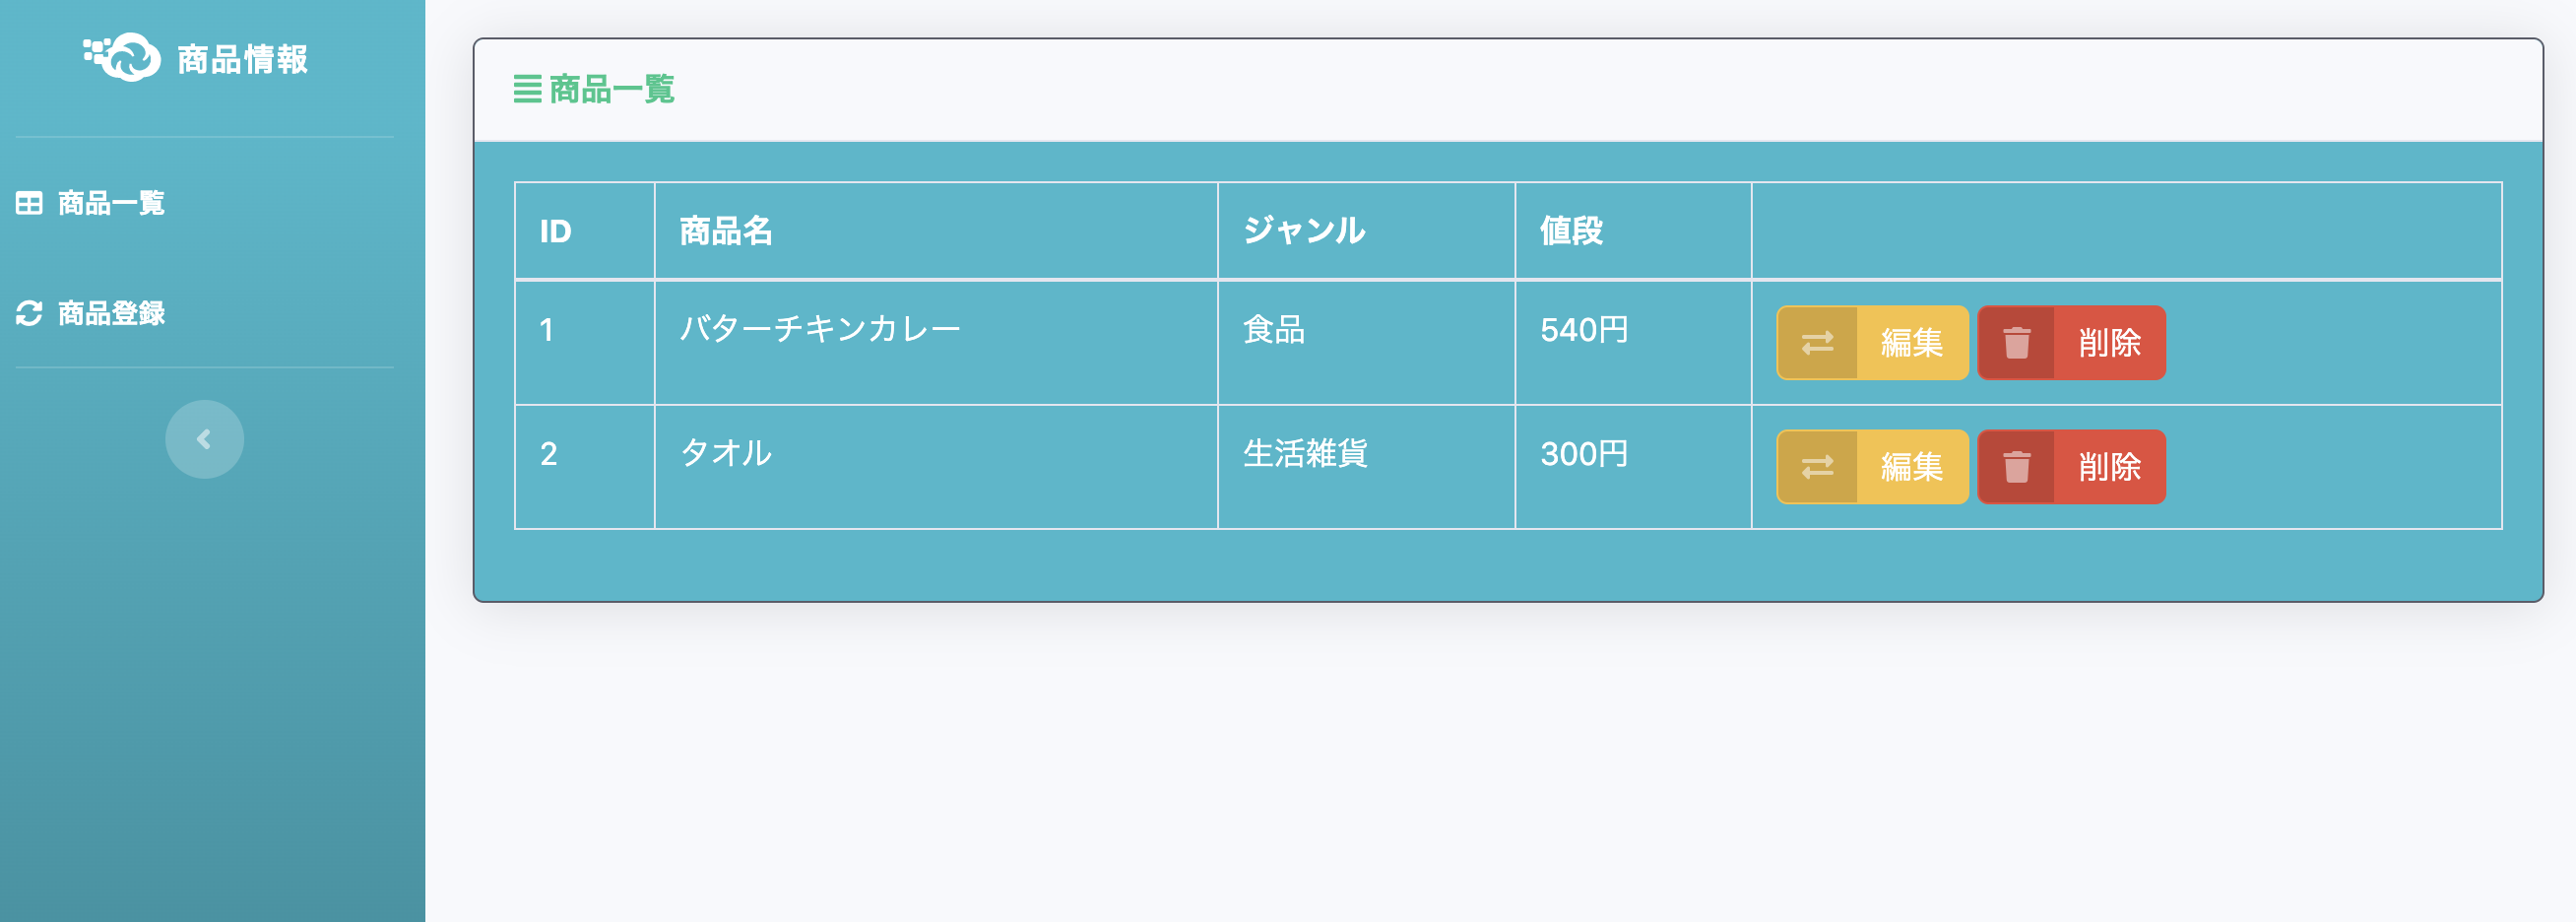 商品情報
商品一覧
商品登録
商品一覧
ID 商品名 ジャンル 値段
1 バターチキンカレー 食品 540円 編集 削除
2 タオル 生活雑貨 300円 編集 削除